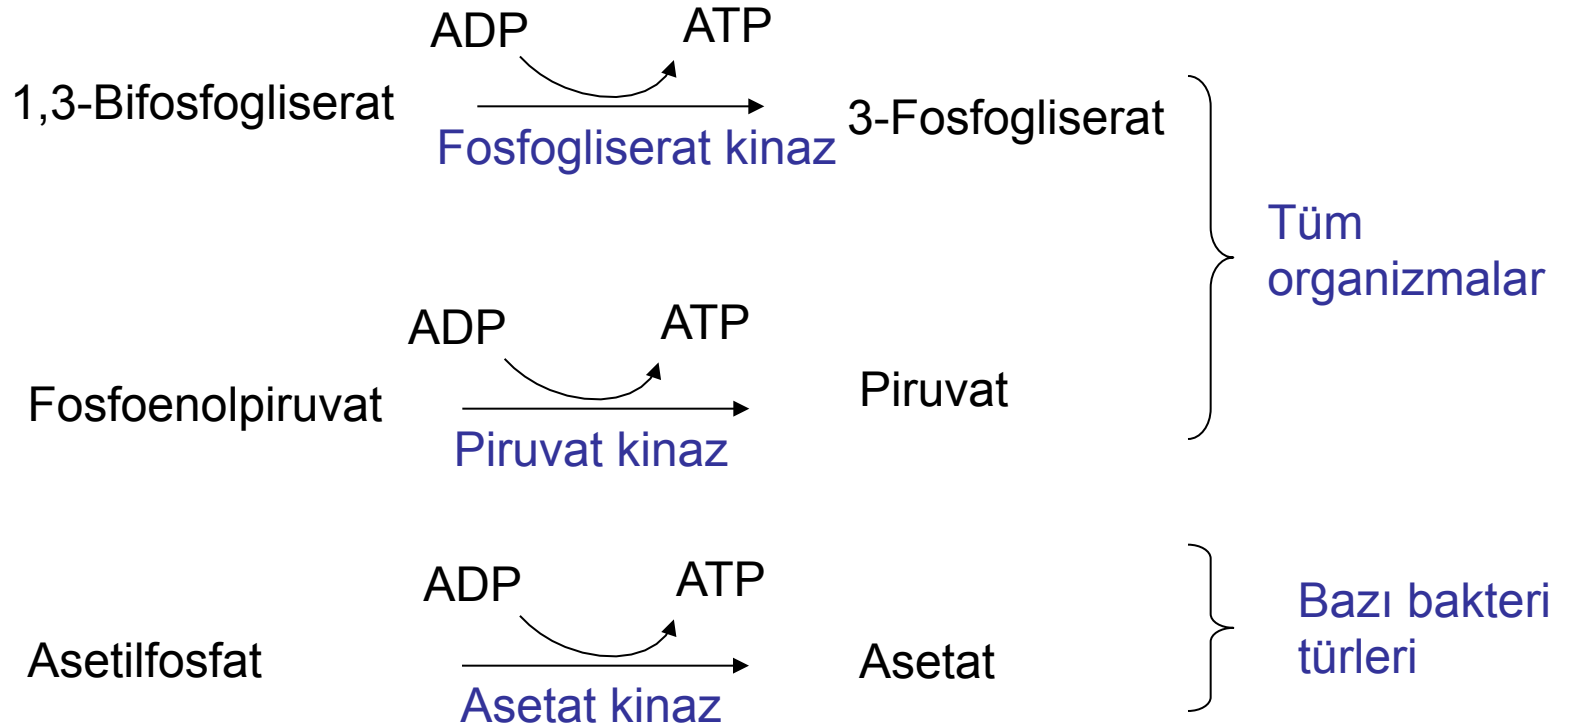 ADP ATP
1,3-Bifosfogliserat
3-Fosfogliserat
Fosfogliserat kinaz
Tüm
organizmalar
ADP ATP
Fosfoenolpiruvat
Piruvat
Piruvat kinaz
ADP ATP
Asetilfosfat
Asetat
Asetat kinaz
Bazı bakteri
türleri